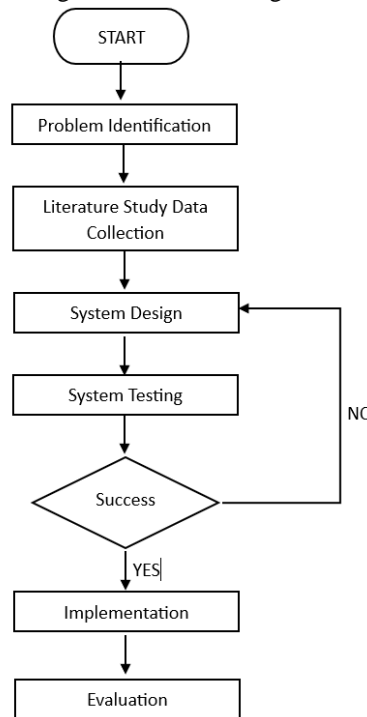 START
Problem Identification
Literature Study Data
Collection
System Design
System Testing
NO
Success
YES
Implementation
Evaluation